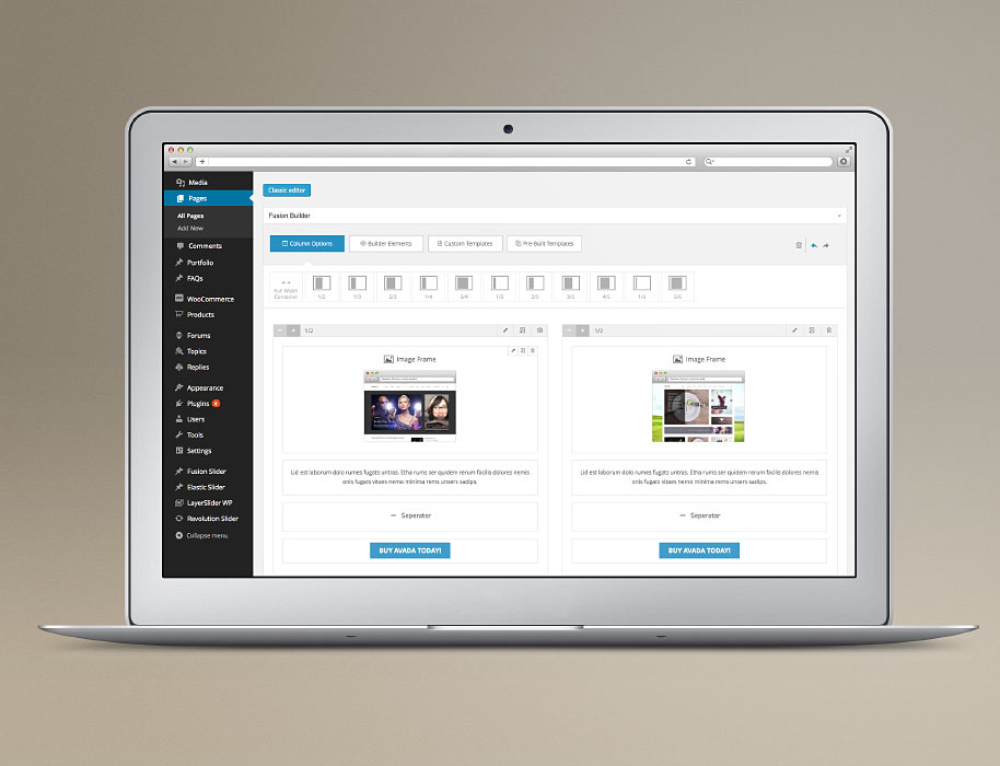 Media
Pages
All Pages
Add New
Comments
Portfolio
FAQs
WooCommerce
Products
Forums
Topics
Replies
Appearance
Plugins
Users
Tools
Settings
Fusion Slider
Elastic Slider
LayerSlider WP
Revolution Slider
Collapse menu
Classic editor
Fusion Builder
Column Options
Builder Elements
Custom Templates
Pre-Built Templates
Full Width
Container
1/2
1/3
2/3
1/4
3/4
1/5
2/5
3/5
4/5
1/6
5/6
1/2
Image Frame
Lid est laborum dolo rumes fugats untras. Etha rums ser quidem rerum facilis dolores nemis
onis fugats vitaes nemo minima rems unsers sadips.
Seperator
BUY AVADA TODAY!
1/2
Image Frame
Lid est laborum dolo rumes fugats untras. Etha rums ser quidem rerum facilis dolores nemis
onis fugats vitaes nemo minima rems unsers sadips.
Seperator
BUY AVADA TODAY!